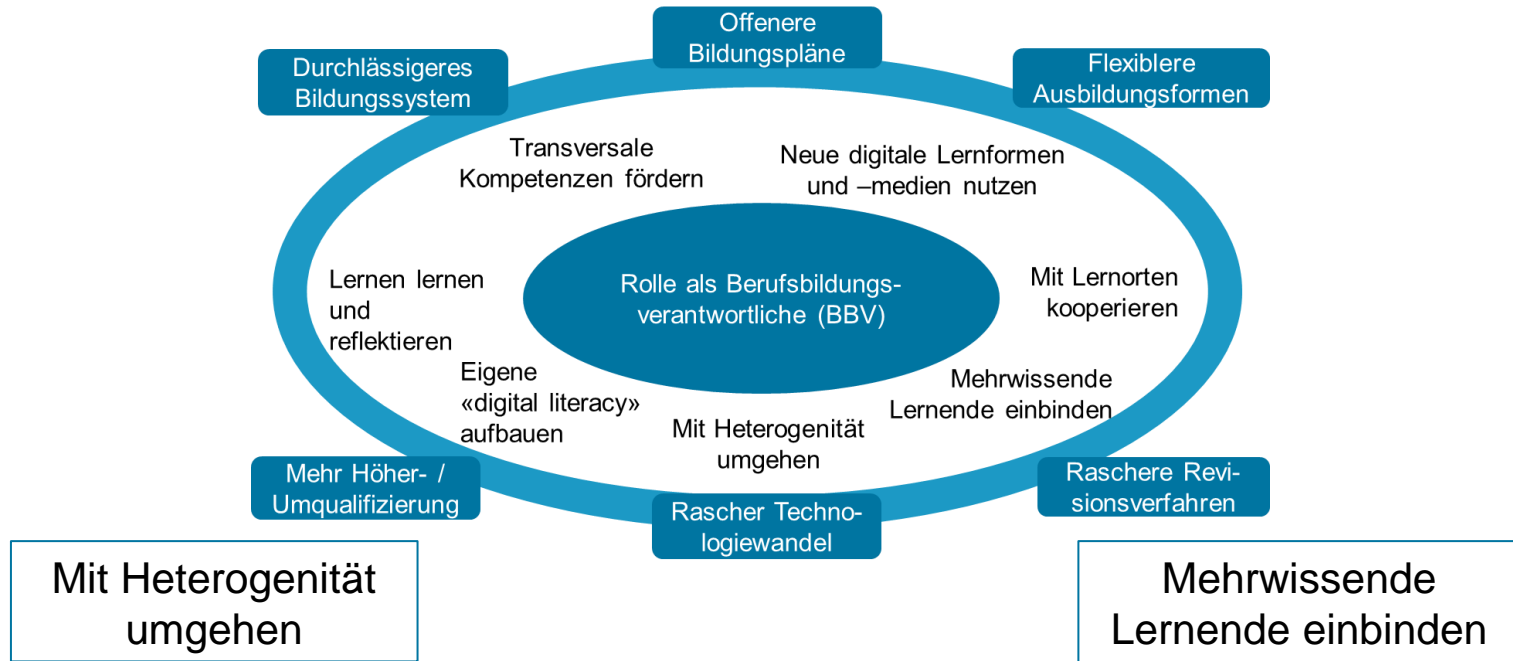 Offenere
Bildungspläne
Durchlässigeres
Bildungssystem
Flexiblere
Ausbildungsformen
Transversale
Kompetenzen fördern
Neue digitale Lernformen
und –medien nutzen
Lernen lernen
und
reflektieren
Rolle als Berufsbildungs-
verantwortliche (BBV)
Mit Lernorten
kooperieren
Eigene
«digital literacy»
aufbauen
Mit Heterogenität
umgehen
Mehrwissende
Lernende einbinden
Mehr Höher- /
Umqualifizierung
Rascher Techno-
logiewandel
Raschere Revi-
sionsverfahren
Mit Heterogenität
umgehen
Mehrwissende
Lernende einbinden